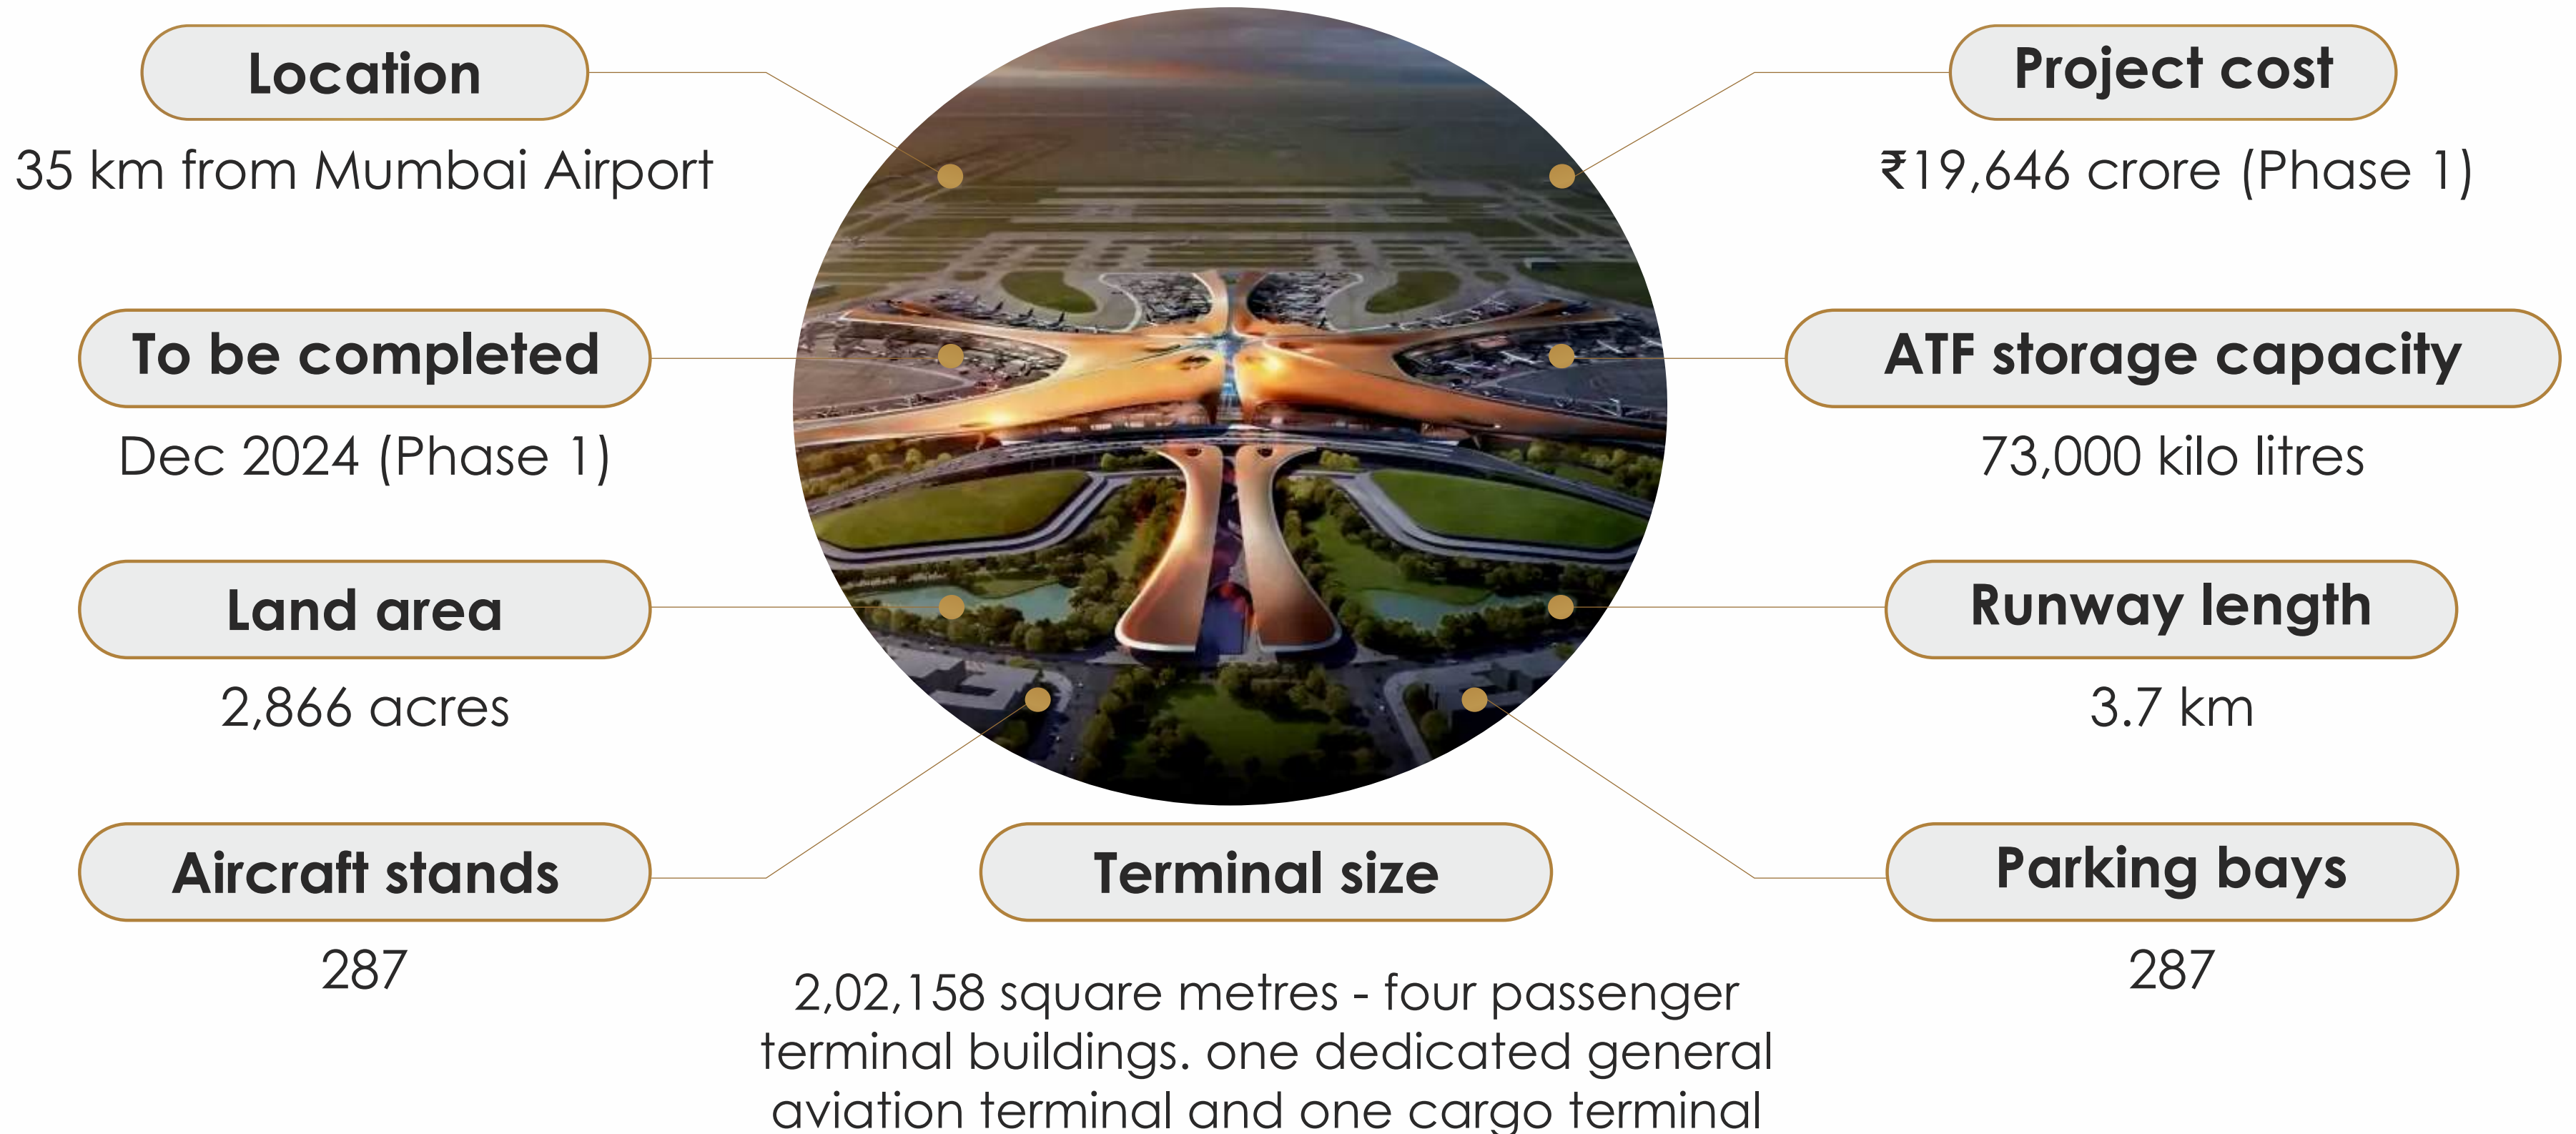 Location
35 km from Mumbai Airport
To be completed
Dec 2024 (Phase 1)
Land area
2,866 acres
Aircraft stands
287
Terminal size
2,02,158 square metres - four passenger
terminal buildings. one dedicated general
aviation terminal and one cargo terminal
Project cost
₹19,646 crore (Phase 1)
ATF storage capacity
73,000 kilo litres
Runway length
3.7 km
Parking bays
287